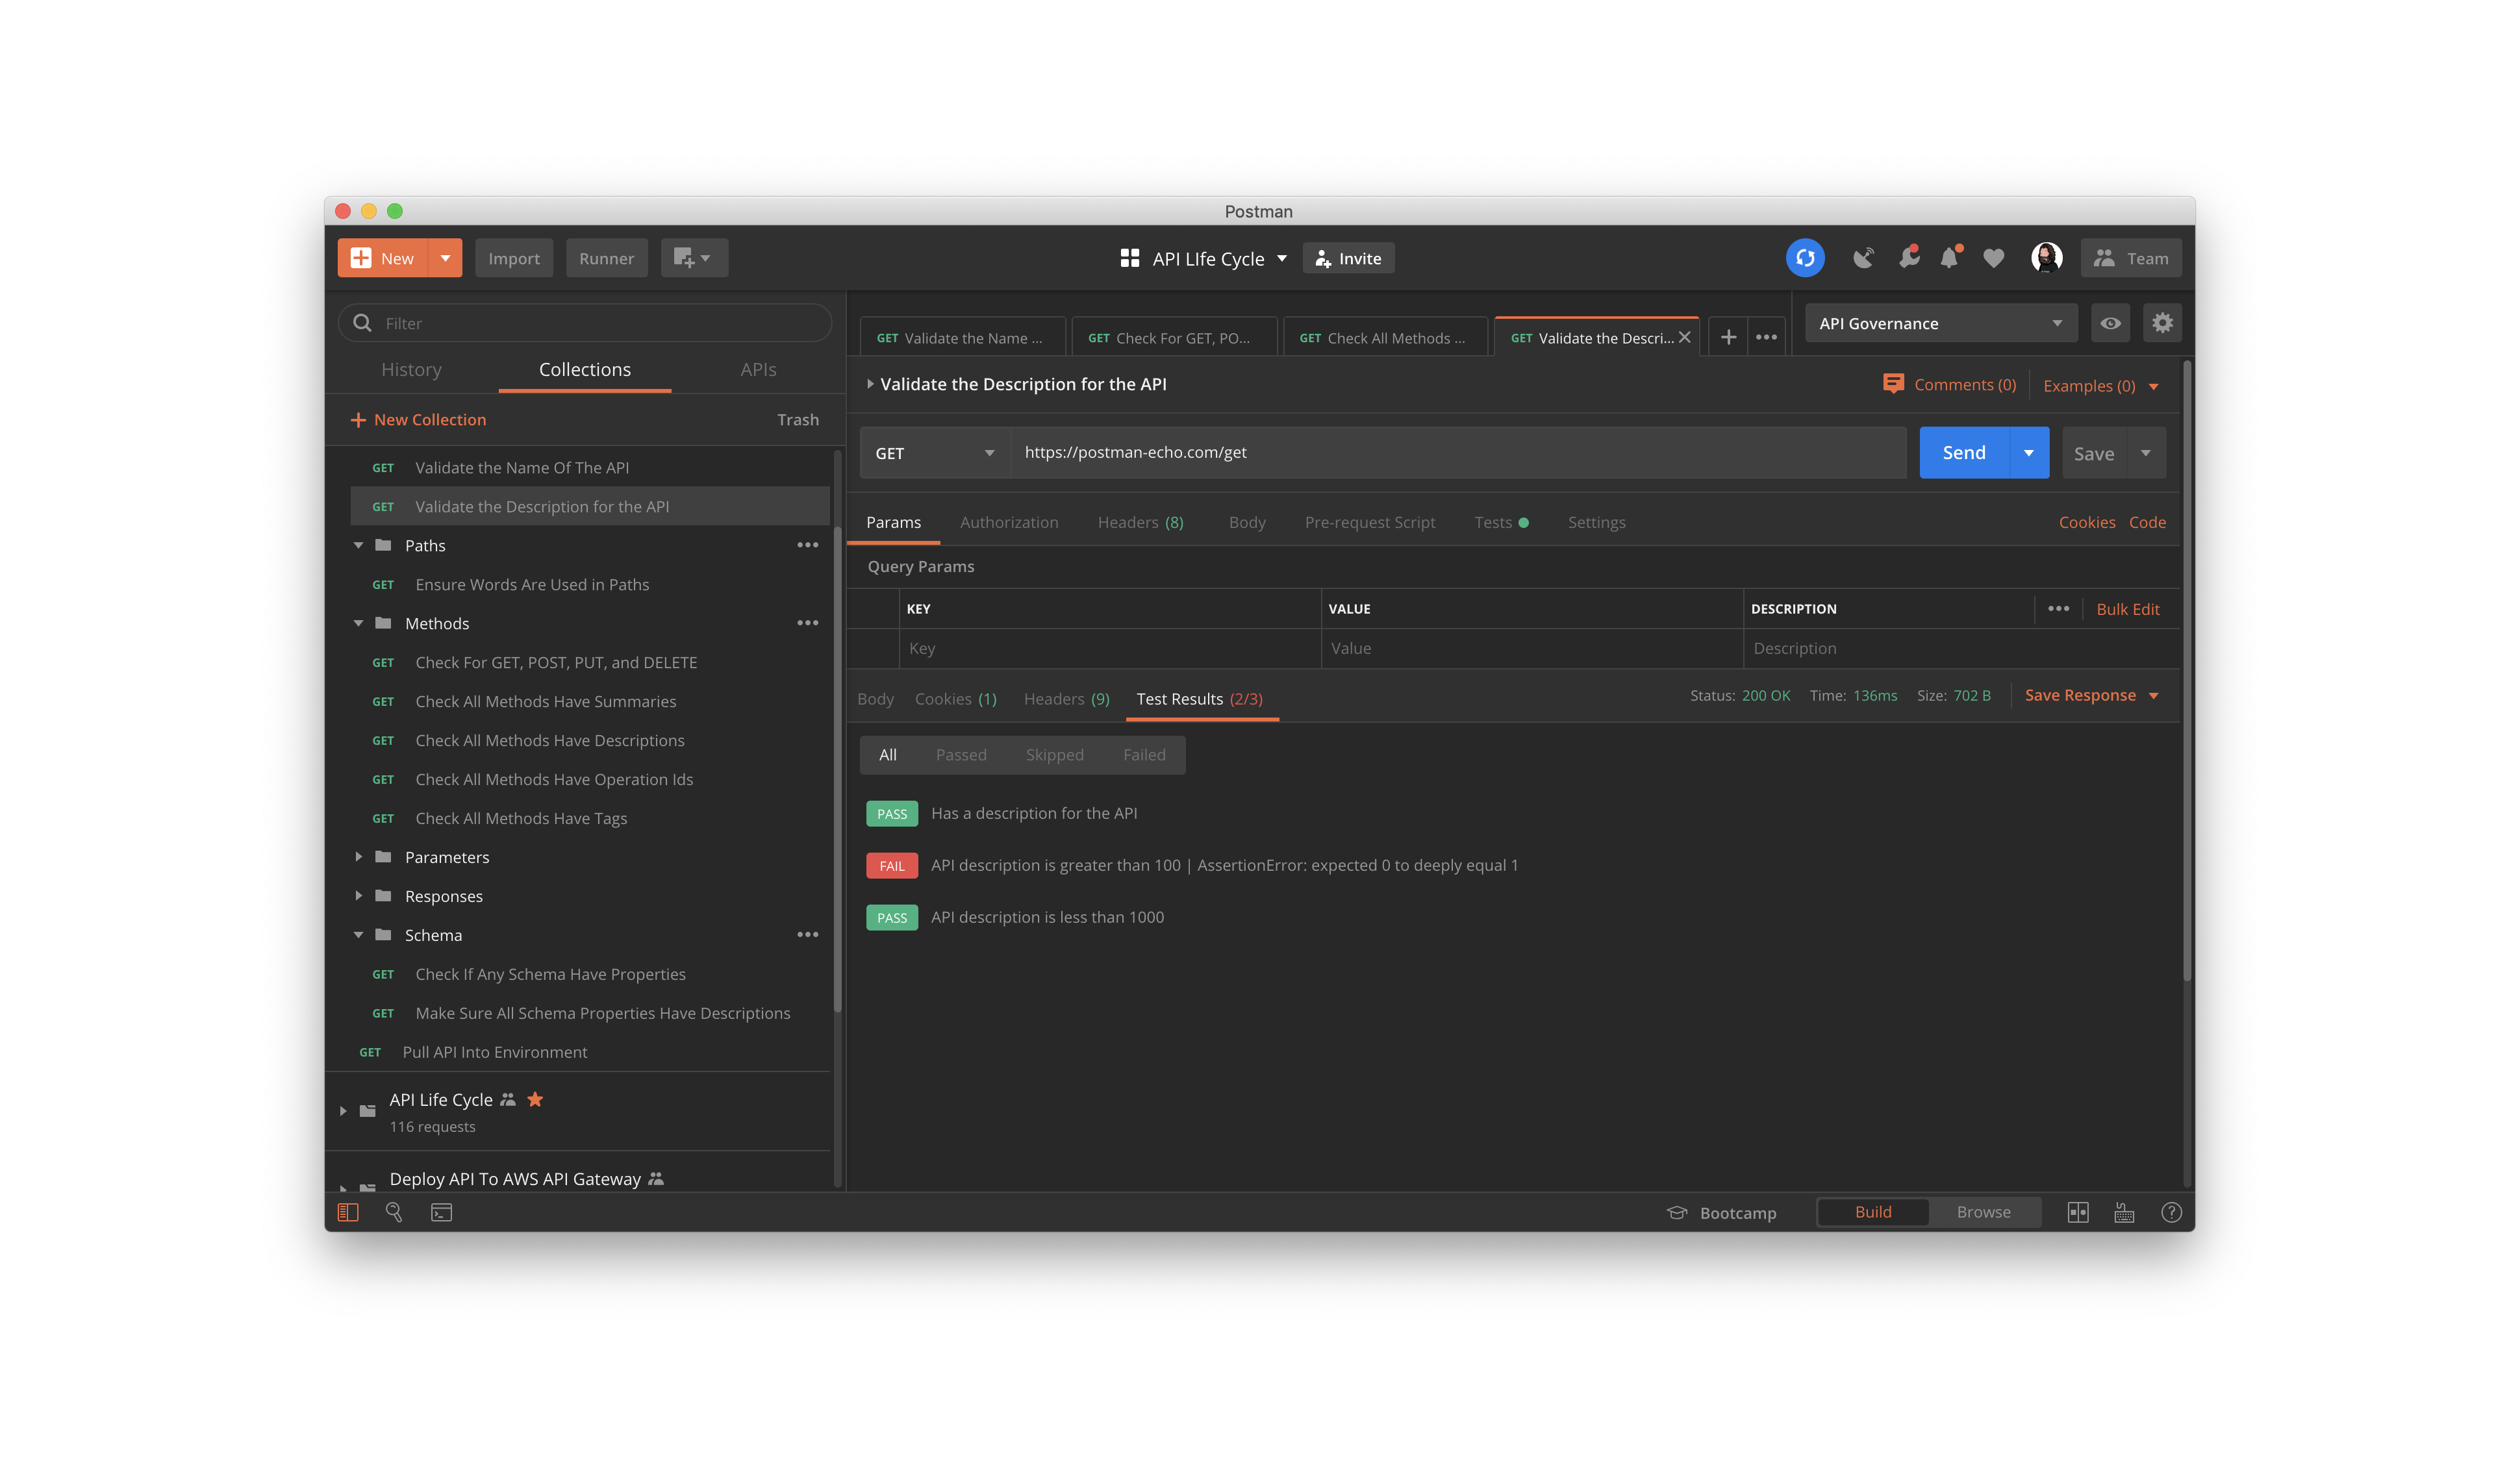 Postman
New
Import
Runner
API LIfe Cycle
Invite
Team
Filter
History
Collections
APIs
New Collection
Trash
GET Validate the Name Of The API
GET Validate the Description for the API
Paths
GET Ensure Words Are Used in Paths
Methods
GET Check For GET, POST, PUT, and DELETE
GET Check All Methods Have Summaries
GET Check All Methods Have Descriptions
GET Check All Methods Have Operation Ids
GET Check All Methods Have Tags
Parameters
Responses
Schema
GET Check If Any Schema Have Properties
GET Make Sure All Schema Properties Have Descriptions
GET Pull API Into Environment
API Life Cycle
116 requests
Deploy API To AWS API Gateway
GET Validate the Name ...
GET Check For GET, PO...
GET Check All Methods ...
GET Validate the Descri...
API Governance
Validate the Description for the API
Comments (0)
Examples (0)
GET
https://postman-echo.com/get
Send
Save
Params
Authorization
Headers (8)
Body
Pre-request Script
Tests
Settings
Cookies
Code
Query Params
KEY
VALUE
DESCRIPTION
Bulk Edit
Key
Value
Description
Body
Cookies (1)
Headers (9)
Test Results (2/3)
Status: 200 OK
Time: 136ms
Size: 702 B
Save Response
All
Passed
Skipped
Failed
PASS Has a description for the API
FAIL API description is greater than 100 | AssertionError: expected 0 to deeply equal 1
PASS API description is less than 1000
Bootcamp
Build
Browse